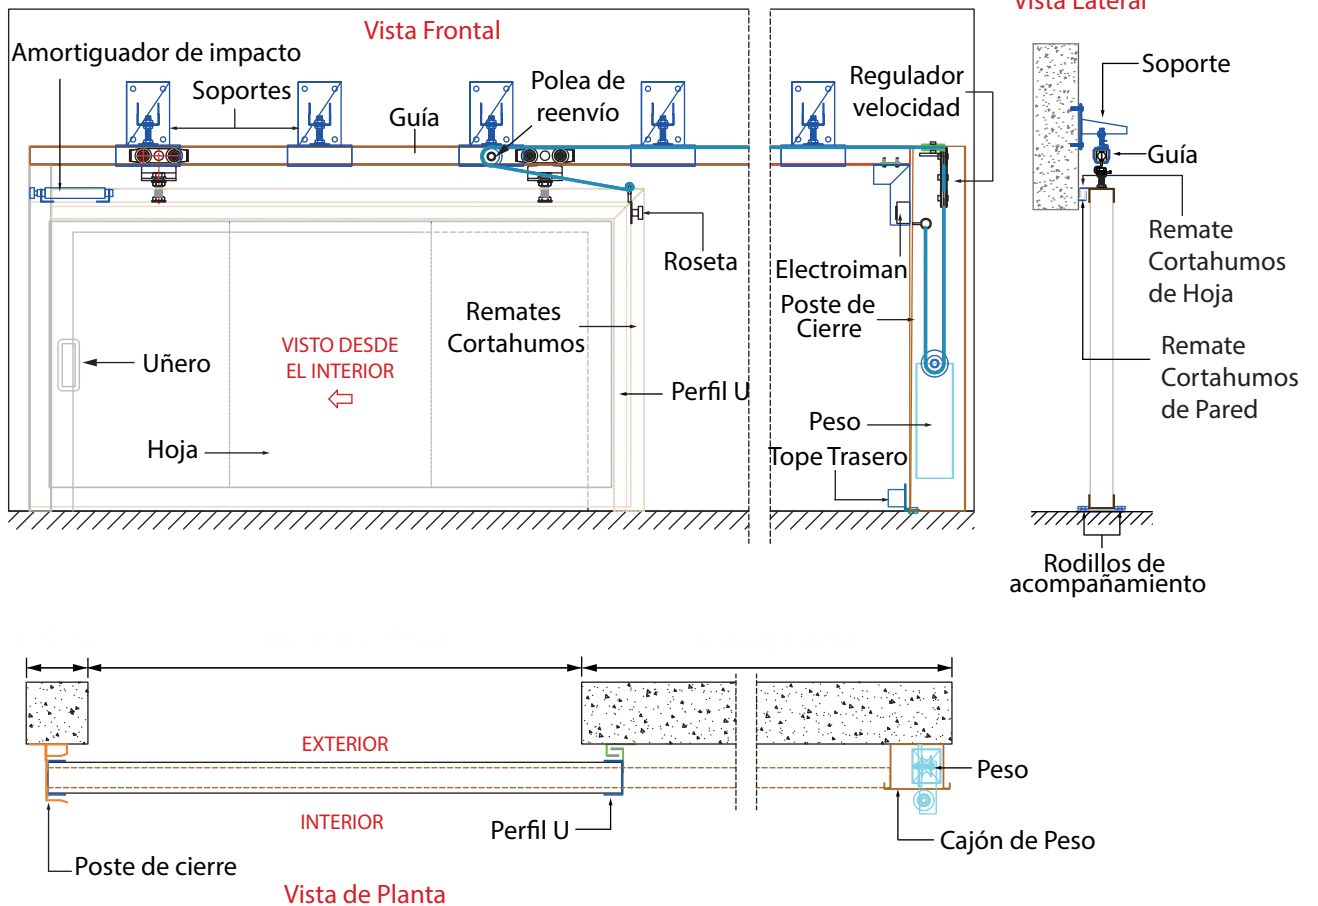 Vista Frontal
Vista Lateral
Amortiguador de impacto
Soportes
Guía
Polea de
reenvío
Regulador
velocidad
Soporte
Guía
Roseta
Electroiman
Remate
Cortahumos
de Hoja
Poste de
Cierre
Remates
Cortahumos
VISTO DESDE
EL INTERIOR
Uñero
Remate
Cortahumos
de Pared
Perfil U
Peso
Hoja
Tope Trasero
Rodillos de
acompañamiento
EXTERIOR
Peso
INTERIOR
Perfil U
Cajón de Peso
Poste de cierre
Vista de Planta